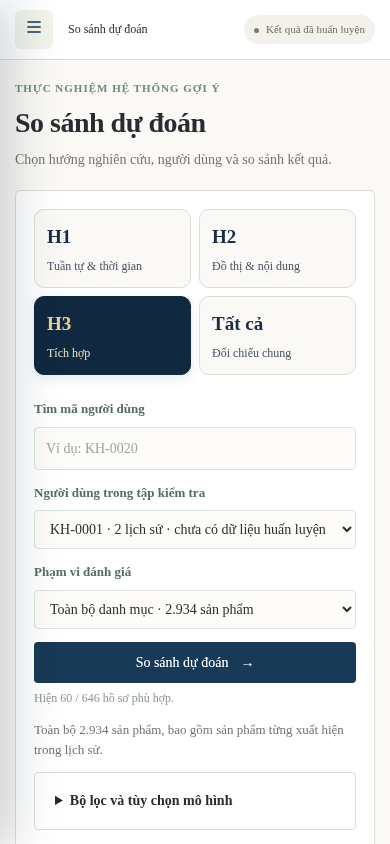 So sánh dự đoán
Kết quả đã huấn luyện
THỰC NGHIỆM HỆ THỐNG GỢI Ý
So sánh dự đoán
Chọn hướng nghiên cứu, người dùng và so sánh kết quả.
H1
Tuần tự & thời gian
H2
Đồ thị & nội dung
H3
Tích hợp
Tất cả
Đối chiếu chung
Tìm mã người dùng
Ví dụ: KH-0020
Người dùng trong tập kiểm tra
KH-0001 · 2 lịch sử · chưa có dữ liệu huấn luyện
Phạm vi đánh giá
Toàn bộ danh mục · 2.934 sản phẩm
So sánh dự đoán →
Hiện 60 / 646 hồ sơ phù hợp.
Toàn bộ 2.934 sản phẩm, bao gồm sản phẩm từng xuất hiện
trong lịch sử.
Bộ lọc và tùy chọn mô hình